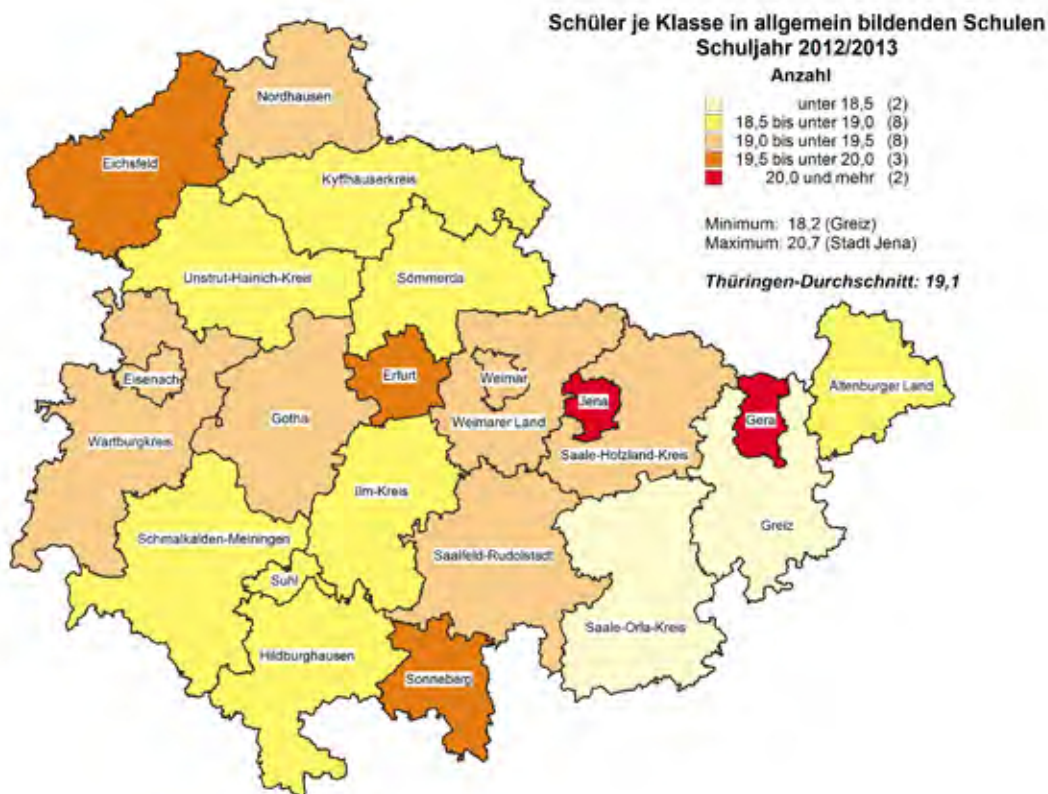 Schüler je Klasse in allgemein bildenden Schulen
Schuljahr 2012/2013
Anzahl
unter 18,5 (2)
18,5 bis unter 19,0 (8)
19,0 bis unter 19,5 (8)
19,5 bis unter 20,0 (3)
20,0 und mehr (2)
Minimum: 18,2 (Greiz)
Maximum: 20,7 (Stadt Jena)
Thüringen-Durchschnitt: 19,1
Nordhausen
Eichsfeld
Kyffhäuserkreis
Unstrut-Hainich-Kreis
Sömmerda
Eisenach
Erfurt
Weimar
Altenburger Land
Jena
Gotha
Weimarer Land
Gera
Wartburgkreis
Saale-Holzland-Kreis
Ilm-Kreis
Greiz
Schmalkalden-Meiningen
Saalfeld-Rudolstadt
Suhl
Saale-Orla-Kreis
Hildburghausen
Sonneberg